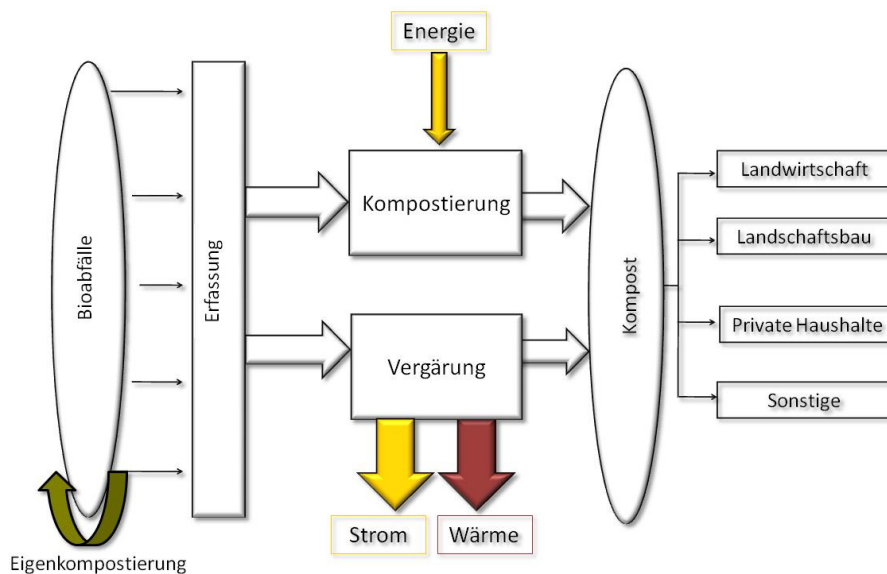 Energie
Bioabfälle
Erfassung
Kompostierung
Vergärung
Kompost
Landwirtschaft
Landschaftsbau
Private Haushalte
Sonstige
Strom
Wärme
Eigenkompostierung